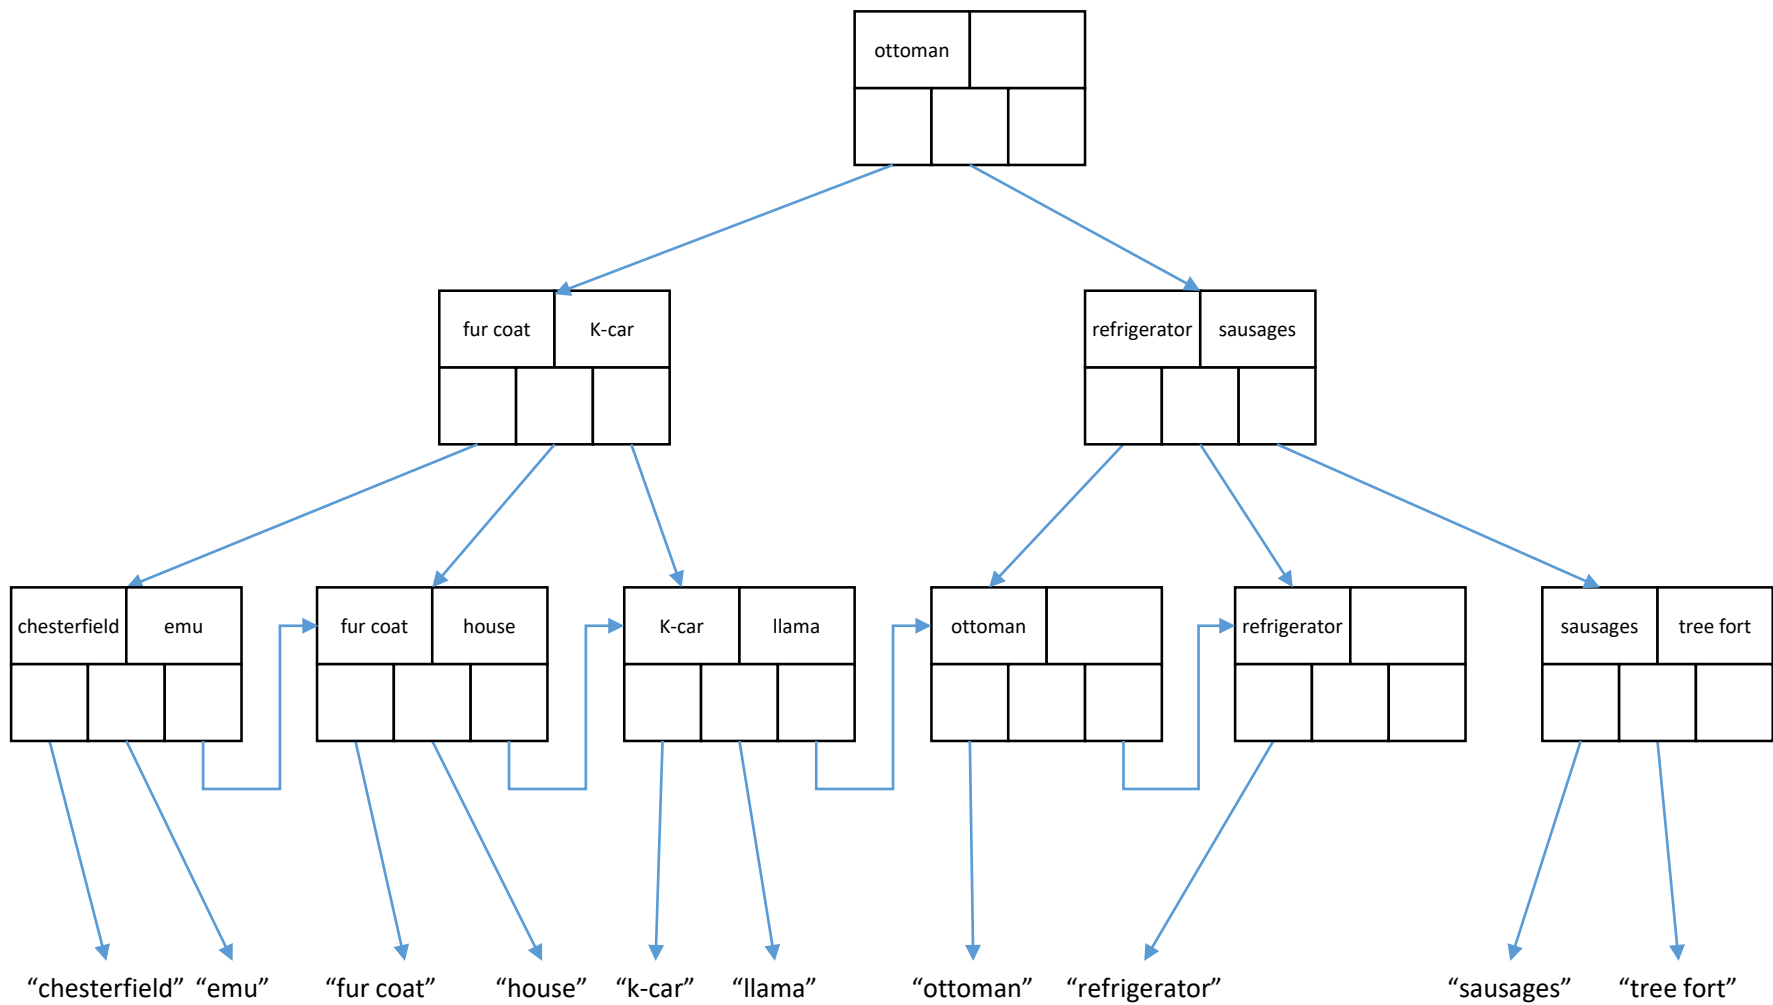 ottoman
fur coat K-car
refrigerator sausages
chesterfield emu
fur coat house
K-car llama
ottoman
refrigerator
sausages tree fort
“chesterfield” “emu” “fur coat” “house” “k-car” “llama” “ottoman” “refrigerator” “sausages” “tree fort”